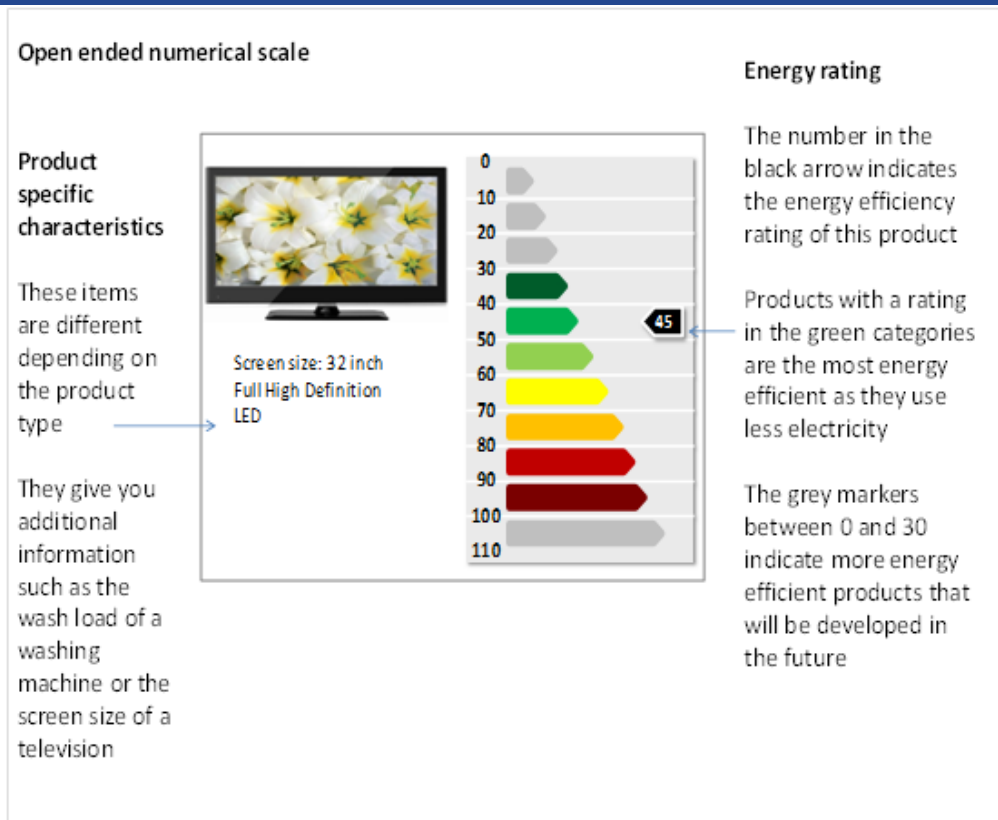 Open ended numerical scale
Product
specific
characteristics
These items
are different
depending on
the product
type
They give you
additional
information
such as the
wash load of a
washing
machine or the
screen size of a
television
Screen size: 32 inch
Full High Definition
LED
0
10
20
30
40
50
60
70
80
90
100
110
45
Energy rating
The number in the
black arrow indicates
the energy efficiency
rating of this product
Products with a rating
in the green categories
are the most energy
efficient as they use
less electricity
The grey markers
between 0 and 30
indicate more energy
efficient products that
will be developed in
the future